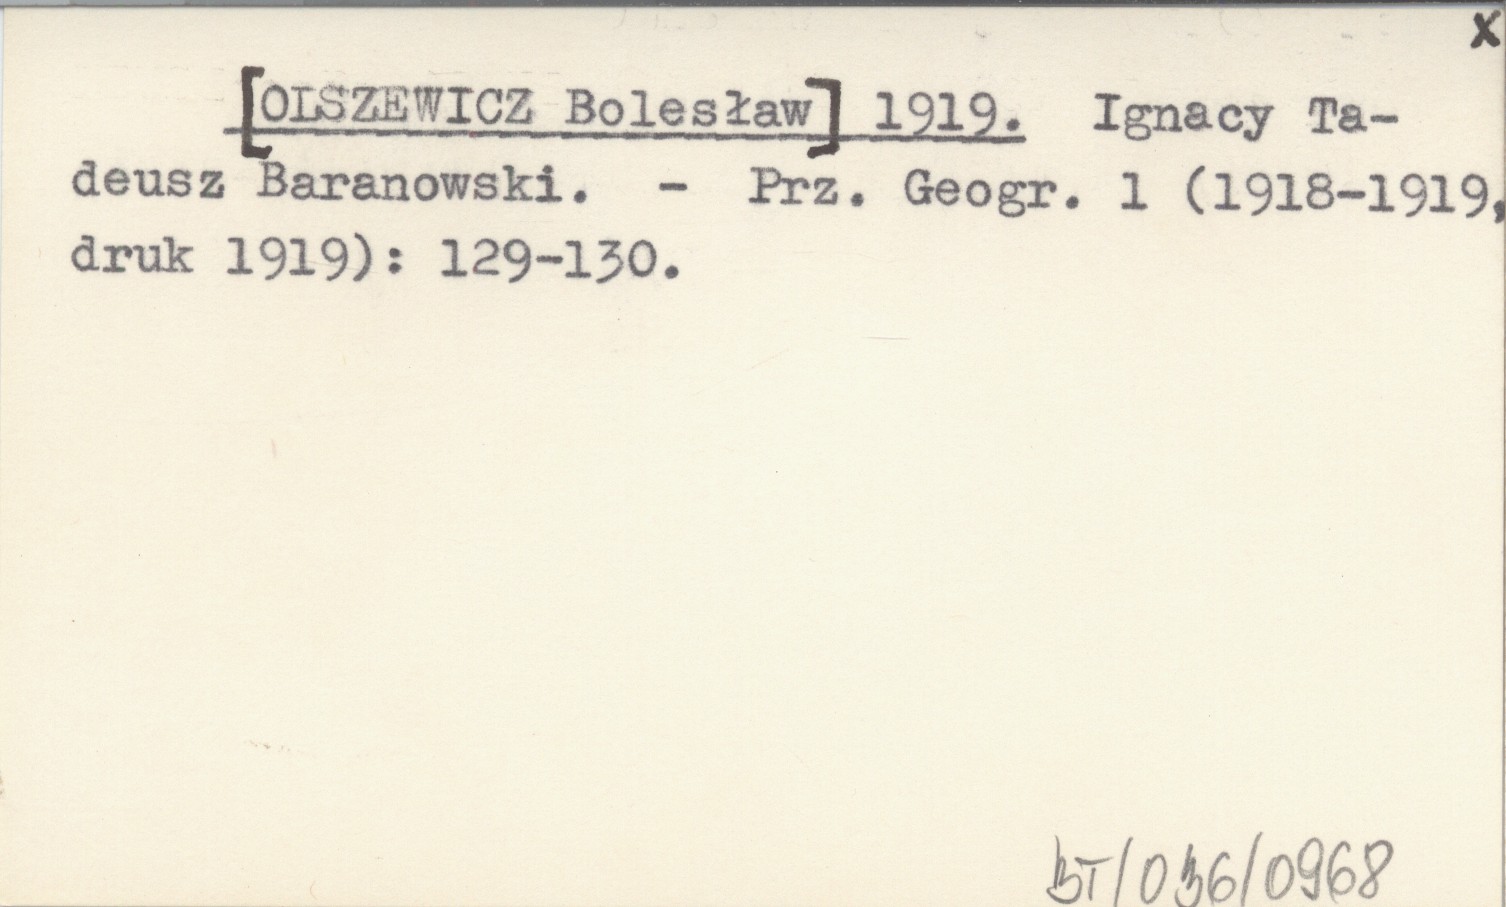 x
[OLSZEWICZ Bolesław] 1919. Ignacy Ta-
deusz Baranowski. - Prz. Geogr. 1 (1918-1919,
druk 1919): 129-130.
BT/036/0968